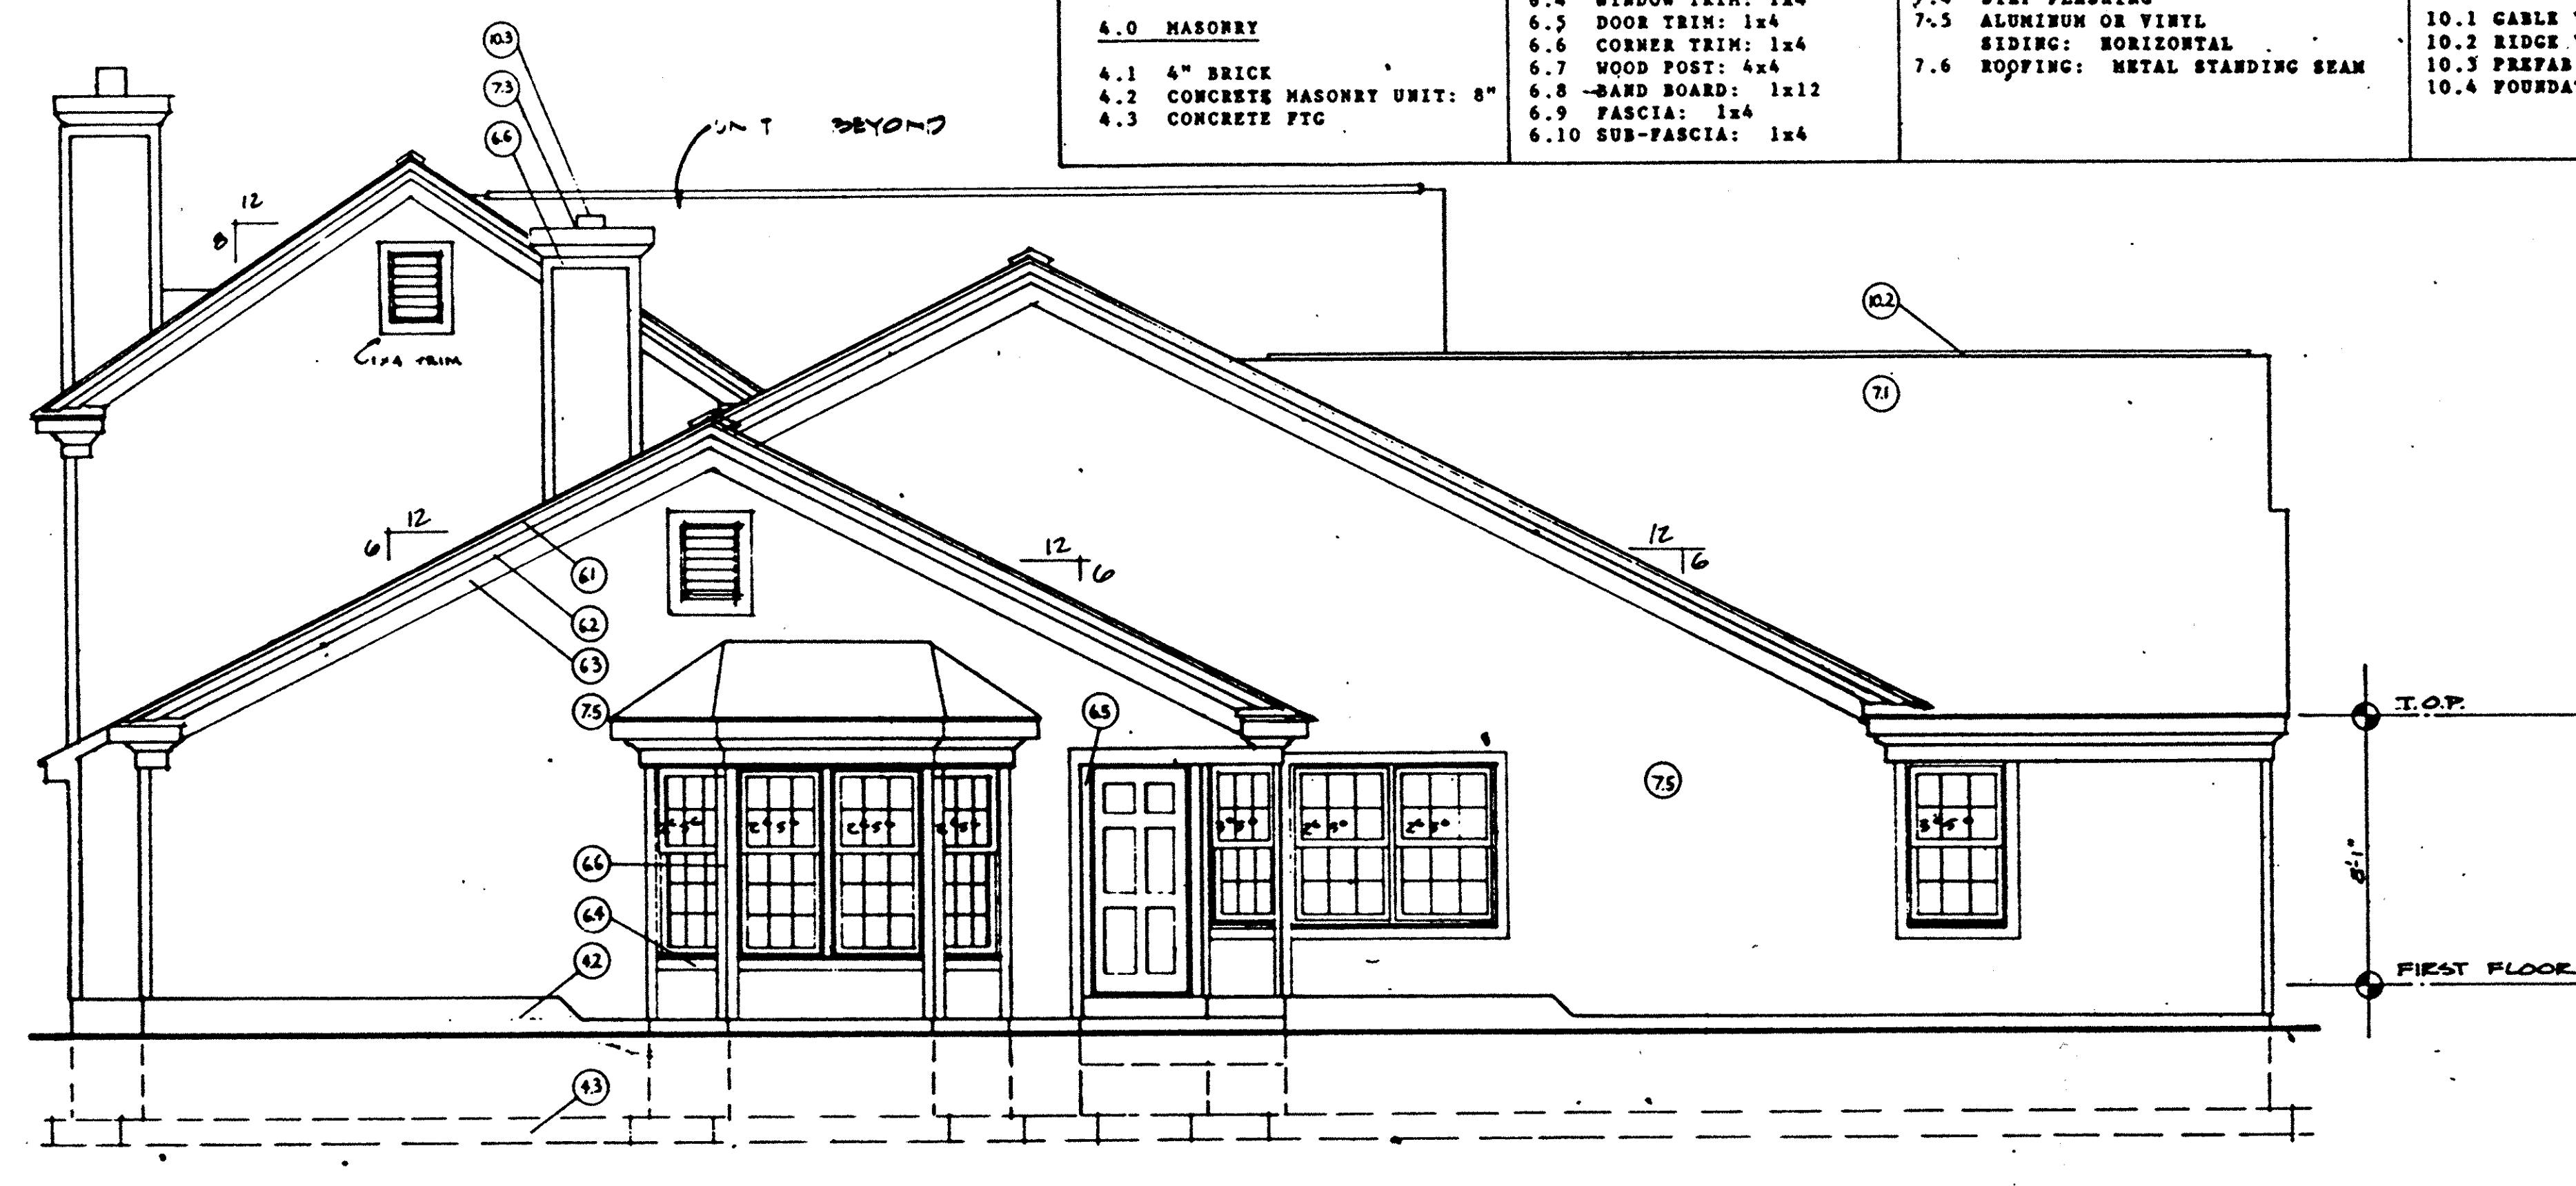 4.0 MASONRY
4.1 4" BRICK
4.2 CONCRETE MASONRY UNIT: 8"
4.3 CONCRETE FTG
6.4 WINDOW TRIM: 1x4
6.5 DOOR TRIM: 1x4
6.6 CORNER TRIM: 1x4
6.7 WOOD POST: 4x4
6.8 BAND BOARD: 1x12
6.9 FASCIA: 1x4
6.10 SUB-FASCIA: 1x4
7.5 ALUMINUM OR VINYL
SIDING: HORIZONTAL
7.6 ROOFING: METAL STANDING SEAM
10.1 GABLE
10.2 RIDGE
10.3 PREFAB
10.4
10.3
7.3
6.6
UNIT BEYOND
12
8
1x4 TRIM
10.2
7.1
12
6
12
6
12
6
6.1
6.2
6.3
7.5
6.5
T.O.P.
7.5
8'-1"
6.6
6.4
4.2
FIRST FLOOR
4.3